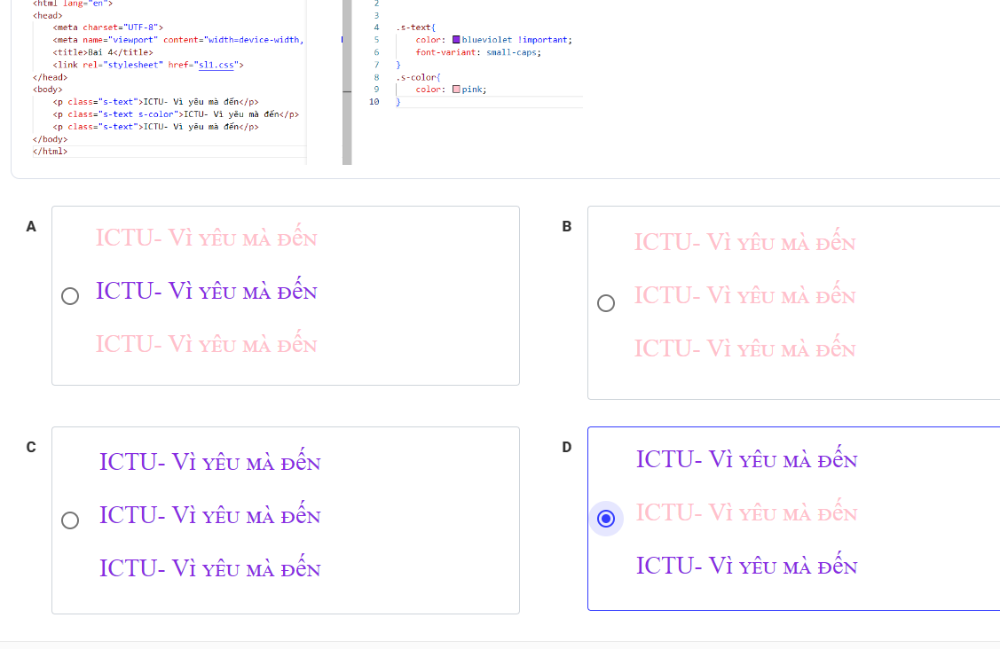 <html lang="en">
<head>
<meta charset="UTF-8">
<meta name="viewport" content="width=device-width,
<title>Bai 4</title>
<link rel="stylesheet" href="sl1.css">
</head>
<body>
<p class="s-text">ICTU- Vì yêu mà đến</p>
<p class="s-text s-color">ICTU- Vì yêu mà đến</p>
<p class="s-text">ICTU- Vì yêu mà đến</p>
</body>
</html>
2
3
4 .s-text{
5 color: blueviolet !important;
6 font-variant: small-caps;
7 }
8 .s-color{
9 color: pink;
10 }
A
ICTU- Vì yêu mà đến
ICTU- Vì yêu mà đến
ICTU- Vì yêu mà đến
B
ICTU- Vì yêu mà đến
ICTU- Vì yêu mà đến
ICTU- Vì yêu mà đến
C
ICTU- Vì yêu mà đến
ICTU- Vì yêu mà đến
ICTU- Vì yêu mà đến
D
ICTU- Vì yêu mà đến
ICTU- Vì yêu mà đến
ICTU- Vì yêu mà đến